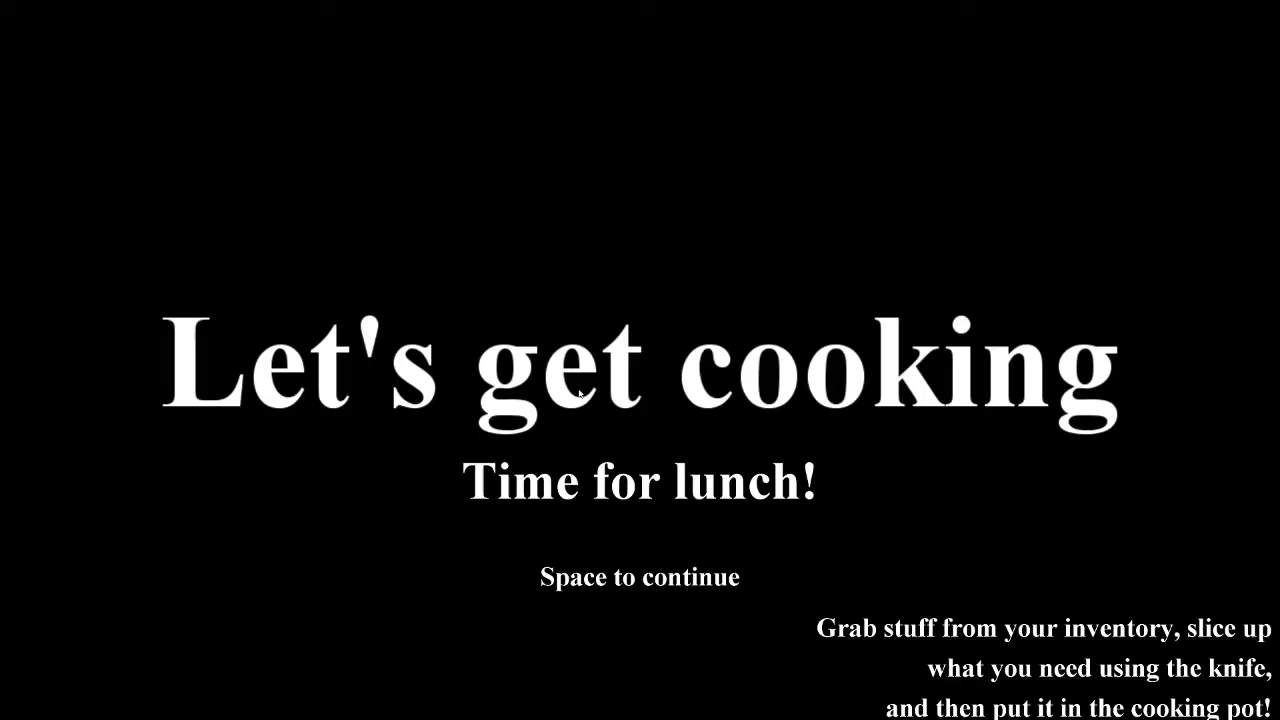 Let's get cooking
Time for lunch!
Space to continue
Grab stuff from your inventory, slice up
what you need using the knife,
and then put it in the cooking pot!